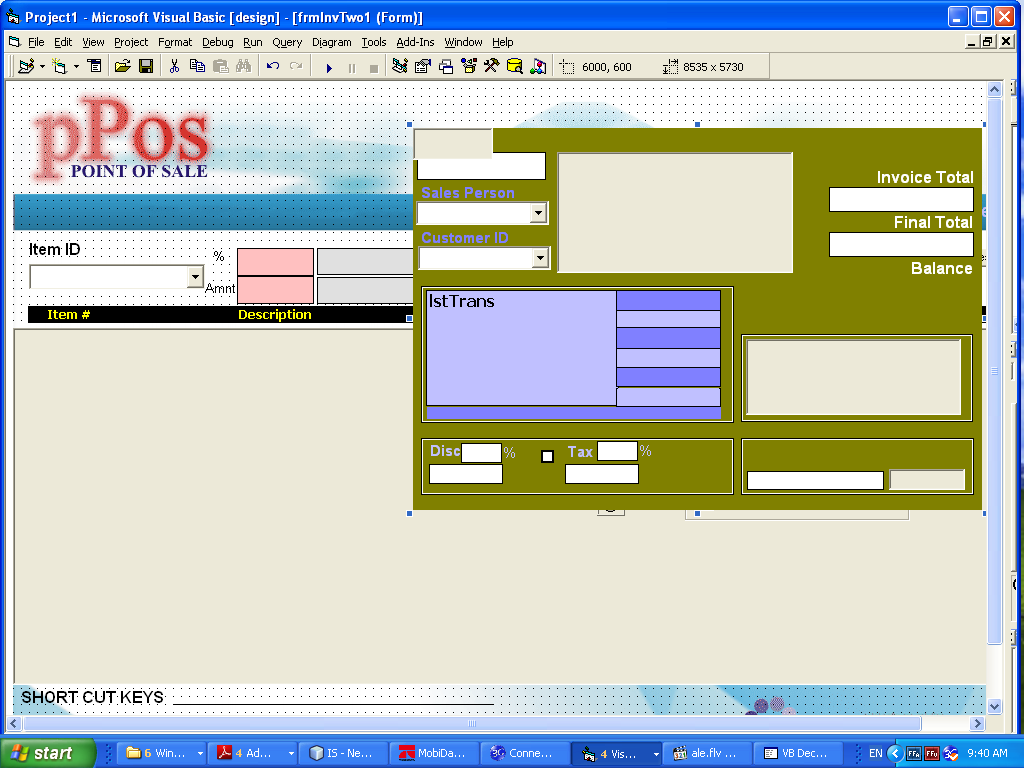 Project1 - Microsoft Visual Basic [design] - [frmInvTwo1 (Form)]
File Edit View Project Format Debug Run Query Diagram Tools Add-Ins Window Help
6000, 600 8535 x 5730
pPos
POINT OF SALE
Sales Person
Customer ID
Invoice Total
Final Total
Balance
Item ID
%
Amnt
Item # Description
lstTrans
Disc % Tax %
SHORT CUT KEYS
start 6 Win... 4 Ad... IS - Ne... MobiDa... Conne... 4 Vis... ale.flv ... VB Dec... EN 9:40 AM